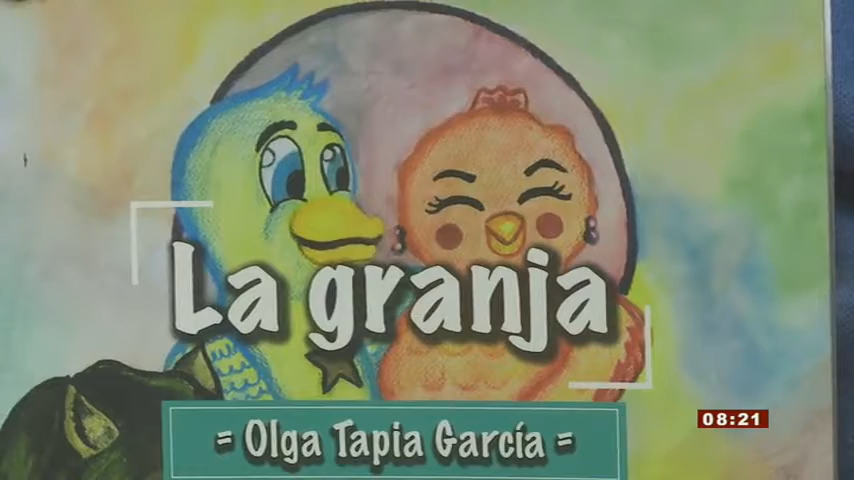 La granja
= Olga Tapia García =
08:21